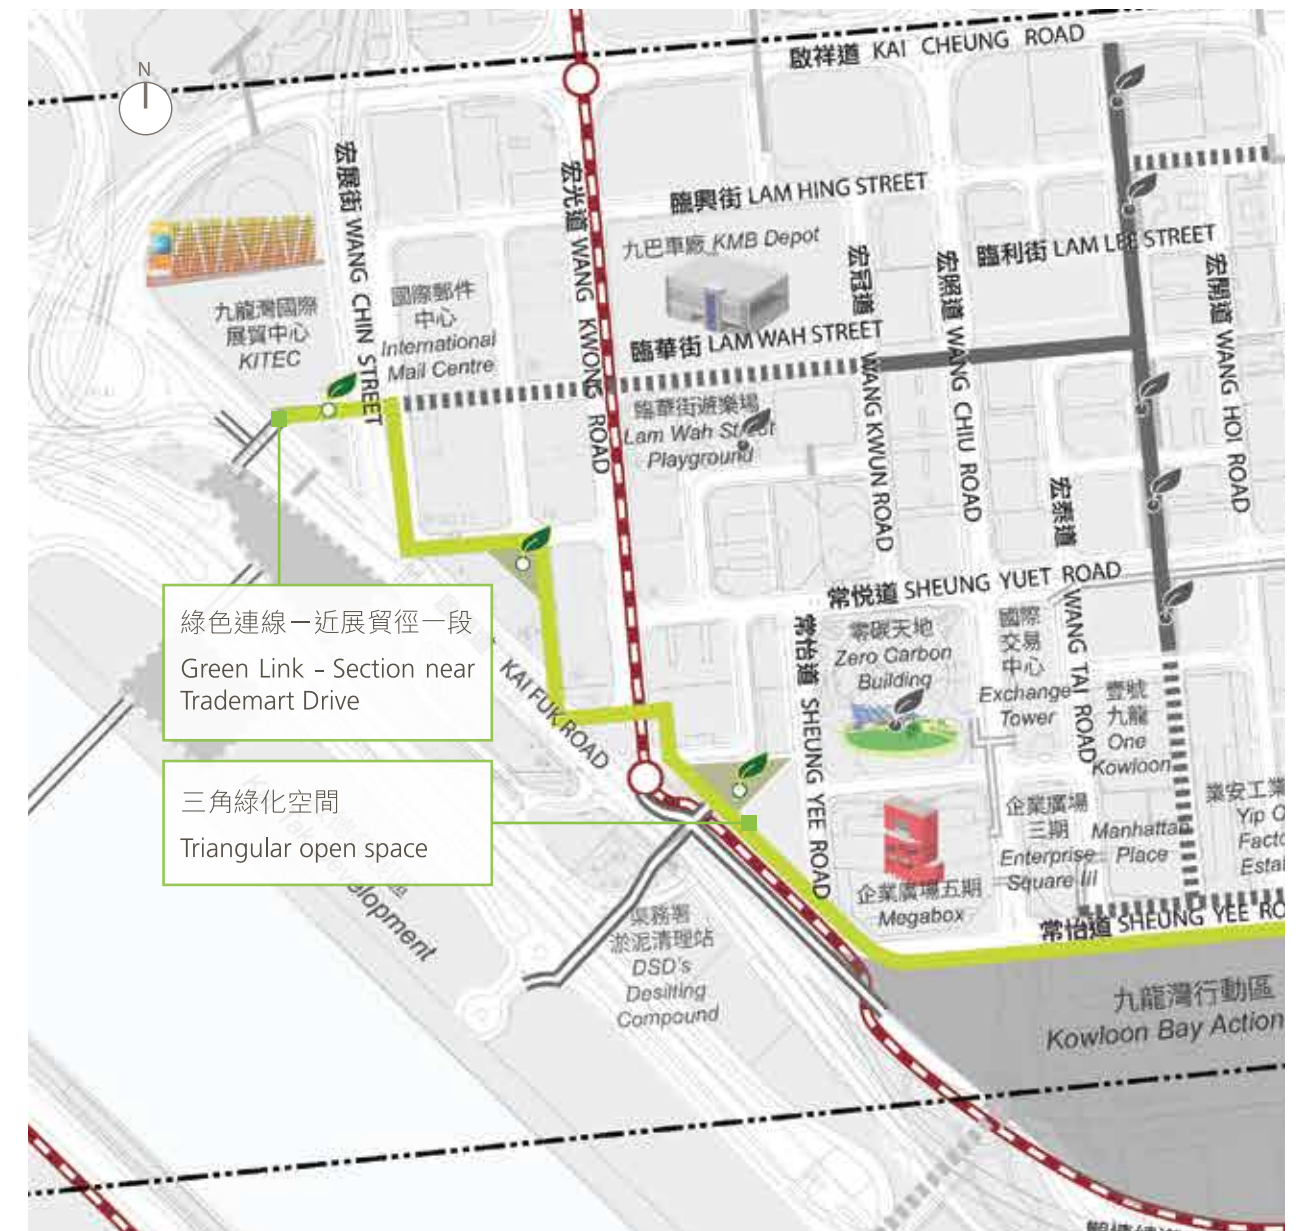 N
啟祥道 KAI CHEUNG ROAD
宏展街 WANG CHIN STREET
宏光道 WANG KWONG ROAD
臨興街 LAM HING STREET
九巴車廠 KMB Depot
宏冠道 WANG KWUN ROAD
宏照道 WANG CHIU ROAD
臨利街 LAM LEE STREET
宏開道 WANG HOI ROAD
九龍灣國際
展貿中心
KITEC
國際郵件
中心
International
Mail Centre
臨華街 LAM WAH STREET
臨華街遊樂場
Lam Wah Street
Playground
宏泰道 WANG TAI ROAD
常悦道 SHEUNG YUET ROAD
常怡道 SHEUNG YEE ROAD
零碳天地
Zero Carbon
Building
國際
交易
中心
Exchange
Tower
壹號
九龍
One
Kowloon
綠色連線－近展貿徑一段
Green Link – Section near
Trademart Drive
KAI FUK ROAD
三角綠化空間
Triangular open space
企業廣場
三期
Enterprise
Square III
Manhattan
Place
業安工業
Yip O
Facto
Estat
企業廣場五期
Megabox
常怡道 SHEUNG YEE RO
lopment
渠務署
淤泥清理站
DSD's
Desilting
Compound
九龍灣行動區
Kowloon Bay Action